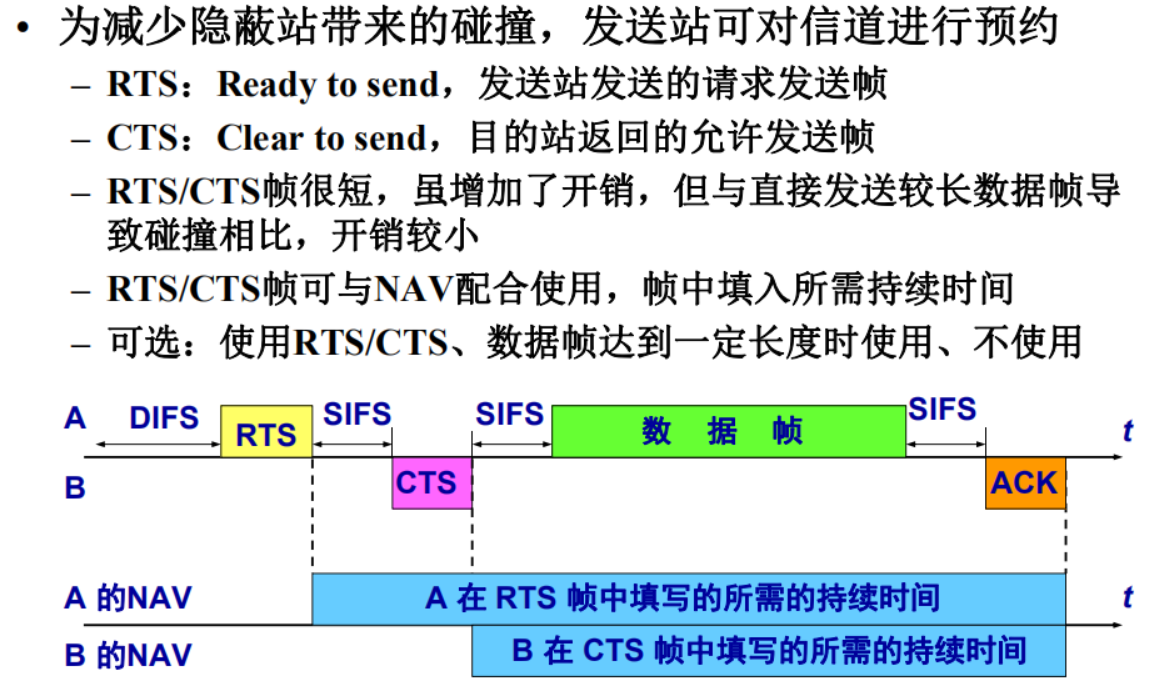 • 为减少隐蔽站带来的碰撞，发送站可对信道进行预约
– RTS：Ready to send，发送站发送的请求发送帧
– CTS：Clear to send，目的站返回的允许发送帧
– RTS/CTS帧很短，虽增加了开销，但与直接发送较长数据帧导
致碰撞相比，开销较小
– RTS/CTS帧可与NAV配合使用，帧中填入所需持续时间
– 可选：使用RTS/CTS、数据帧达到一定长度时使用、不使用
A DIFS RTS SIFS SIFS 数 据 帧 SIFS t
B CTS ACK
A 的NAV A 在 RTS 帧中填写的所需的持续时间 t
B 的NAV B 在 CTS 帧中填写的所需的持续时间